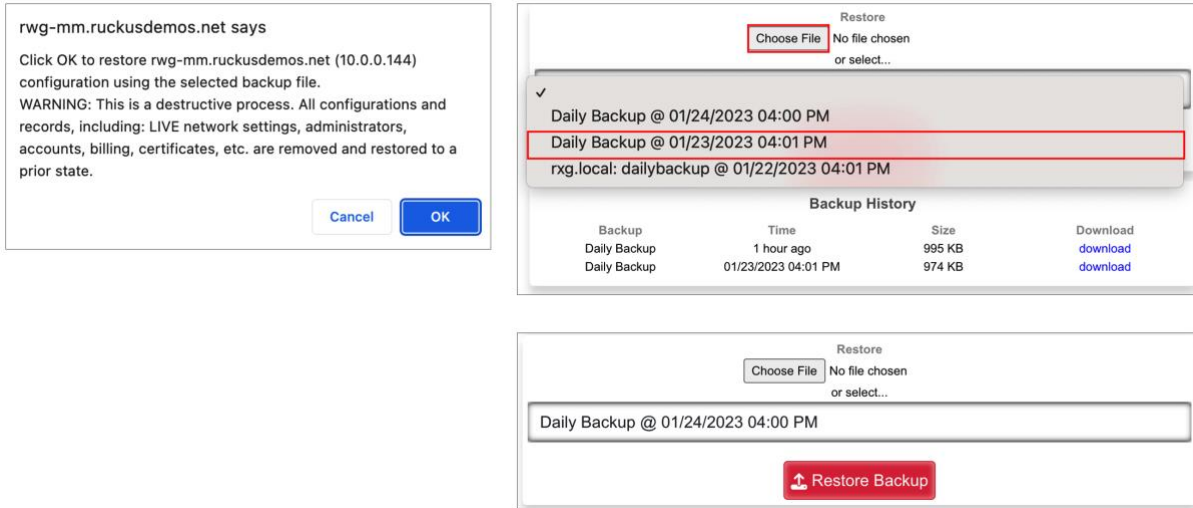 rwg-mm.ruckusdemos.net says
Click OK to restore rwg-mm.ruckusdemos.net (10.0.0.144)
configuration using the selected backup file.
WARNING: This is a destructive process. All configurations and
records, including: LIVE network settings, administrators,
accounts, billing, certificates, etc. are removed and restored to a
prior state.
Cancel OK
Restore
Choose File No file chosen
or select...
Daily Backup @ 01/24/2023 04:00 PM
Daily Backup @ 01/23/2023 04:01 PM
rxg.local: dailybackup @ 01/22/2023 04:01 PM
Backup History
Backup Time Size Download
Daily Backup 1 hour ago 995 KB download
Daily Backup 01/23/2023 04:01 PM 974 KB download
Restore
Choose File No file chosen
or select...
Daily Backup @ 01/24/2023 04:00 PM
Restore Backup